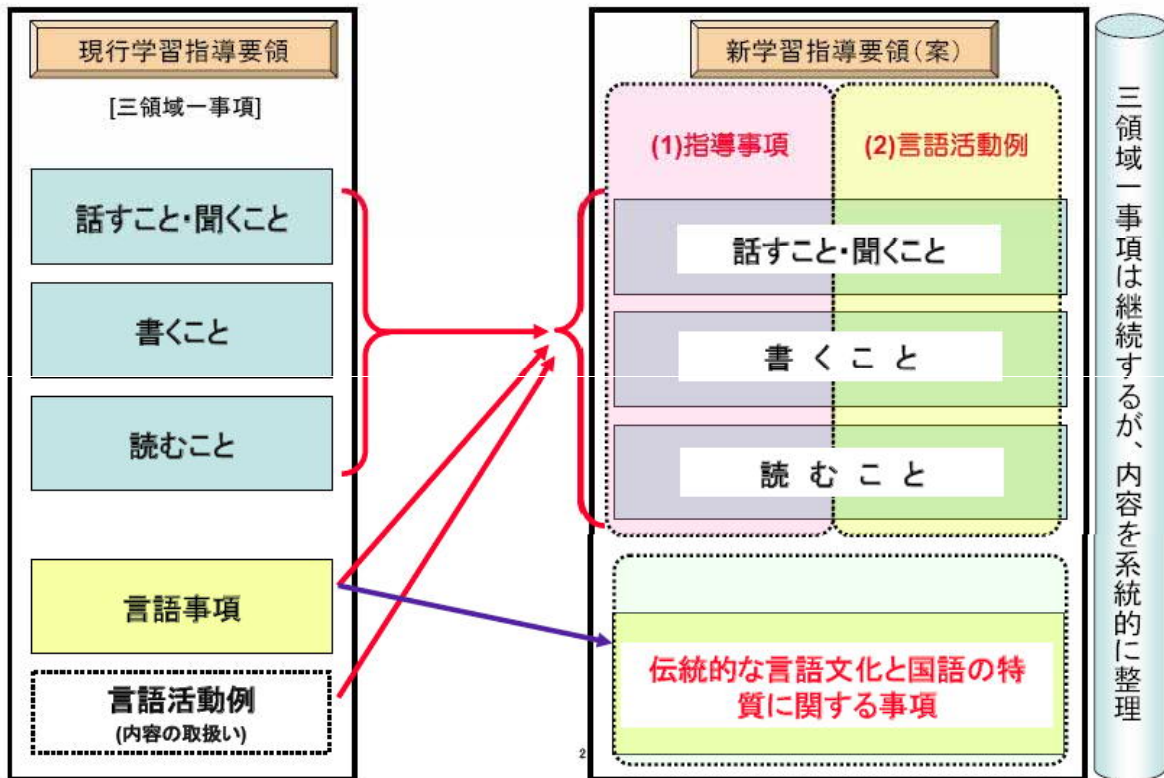 現行学習指導要領
[三領域一事項]
話すこと・聞くこと
書くこと
読むこと
言語事項
言語活動例
(内容の取扱い)
新学習指導要領(案)
(1)指導事項
(2)言語活動例
話すこと・聞くこと
書くこと
読むこと
伝統的な言語文化と国語の特
質に関する事項
2
三領域一事項は継続するが、内容を系統的に整理